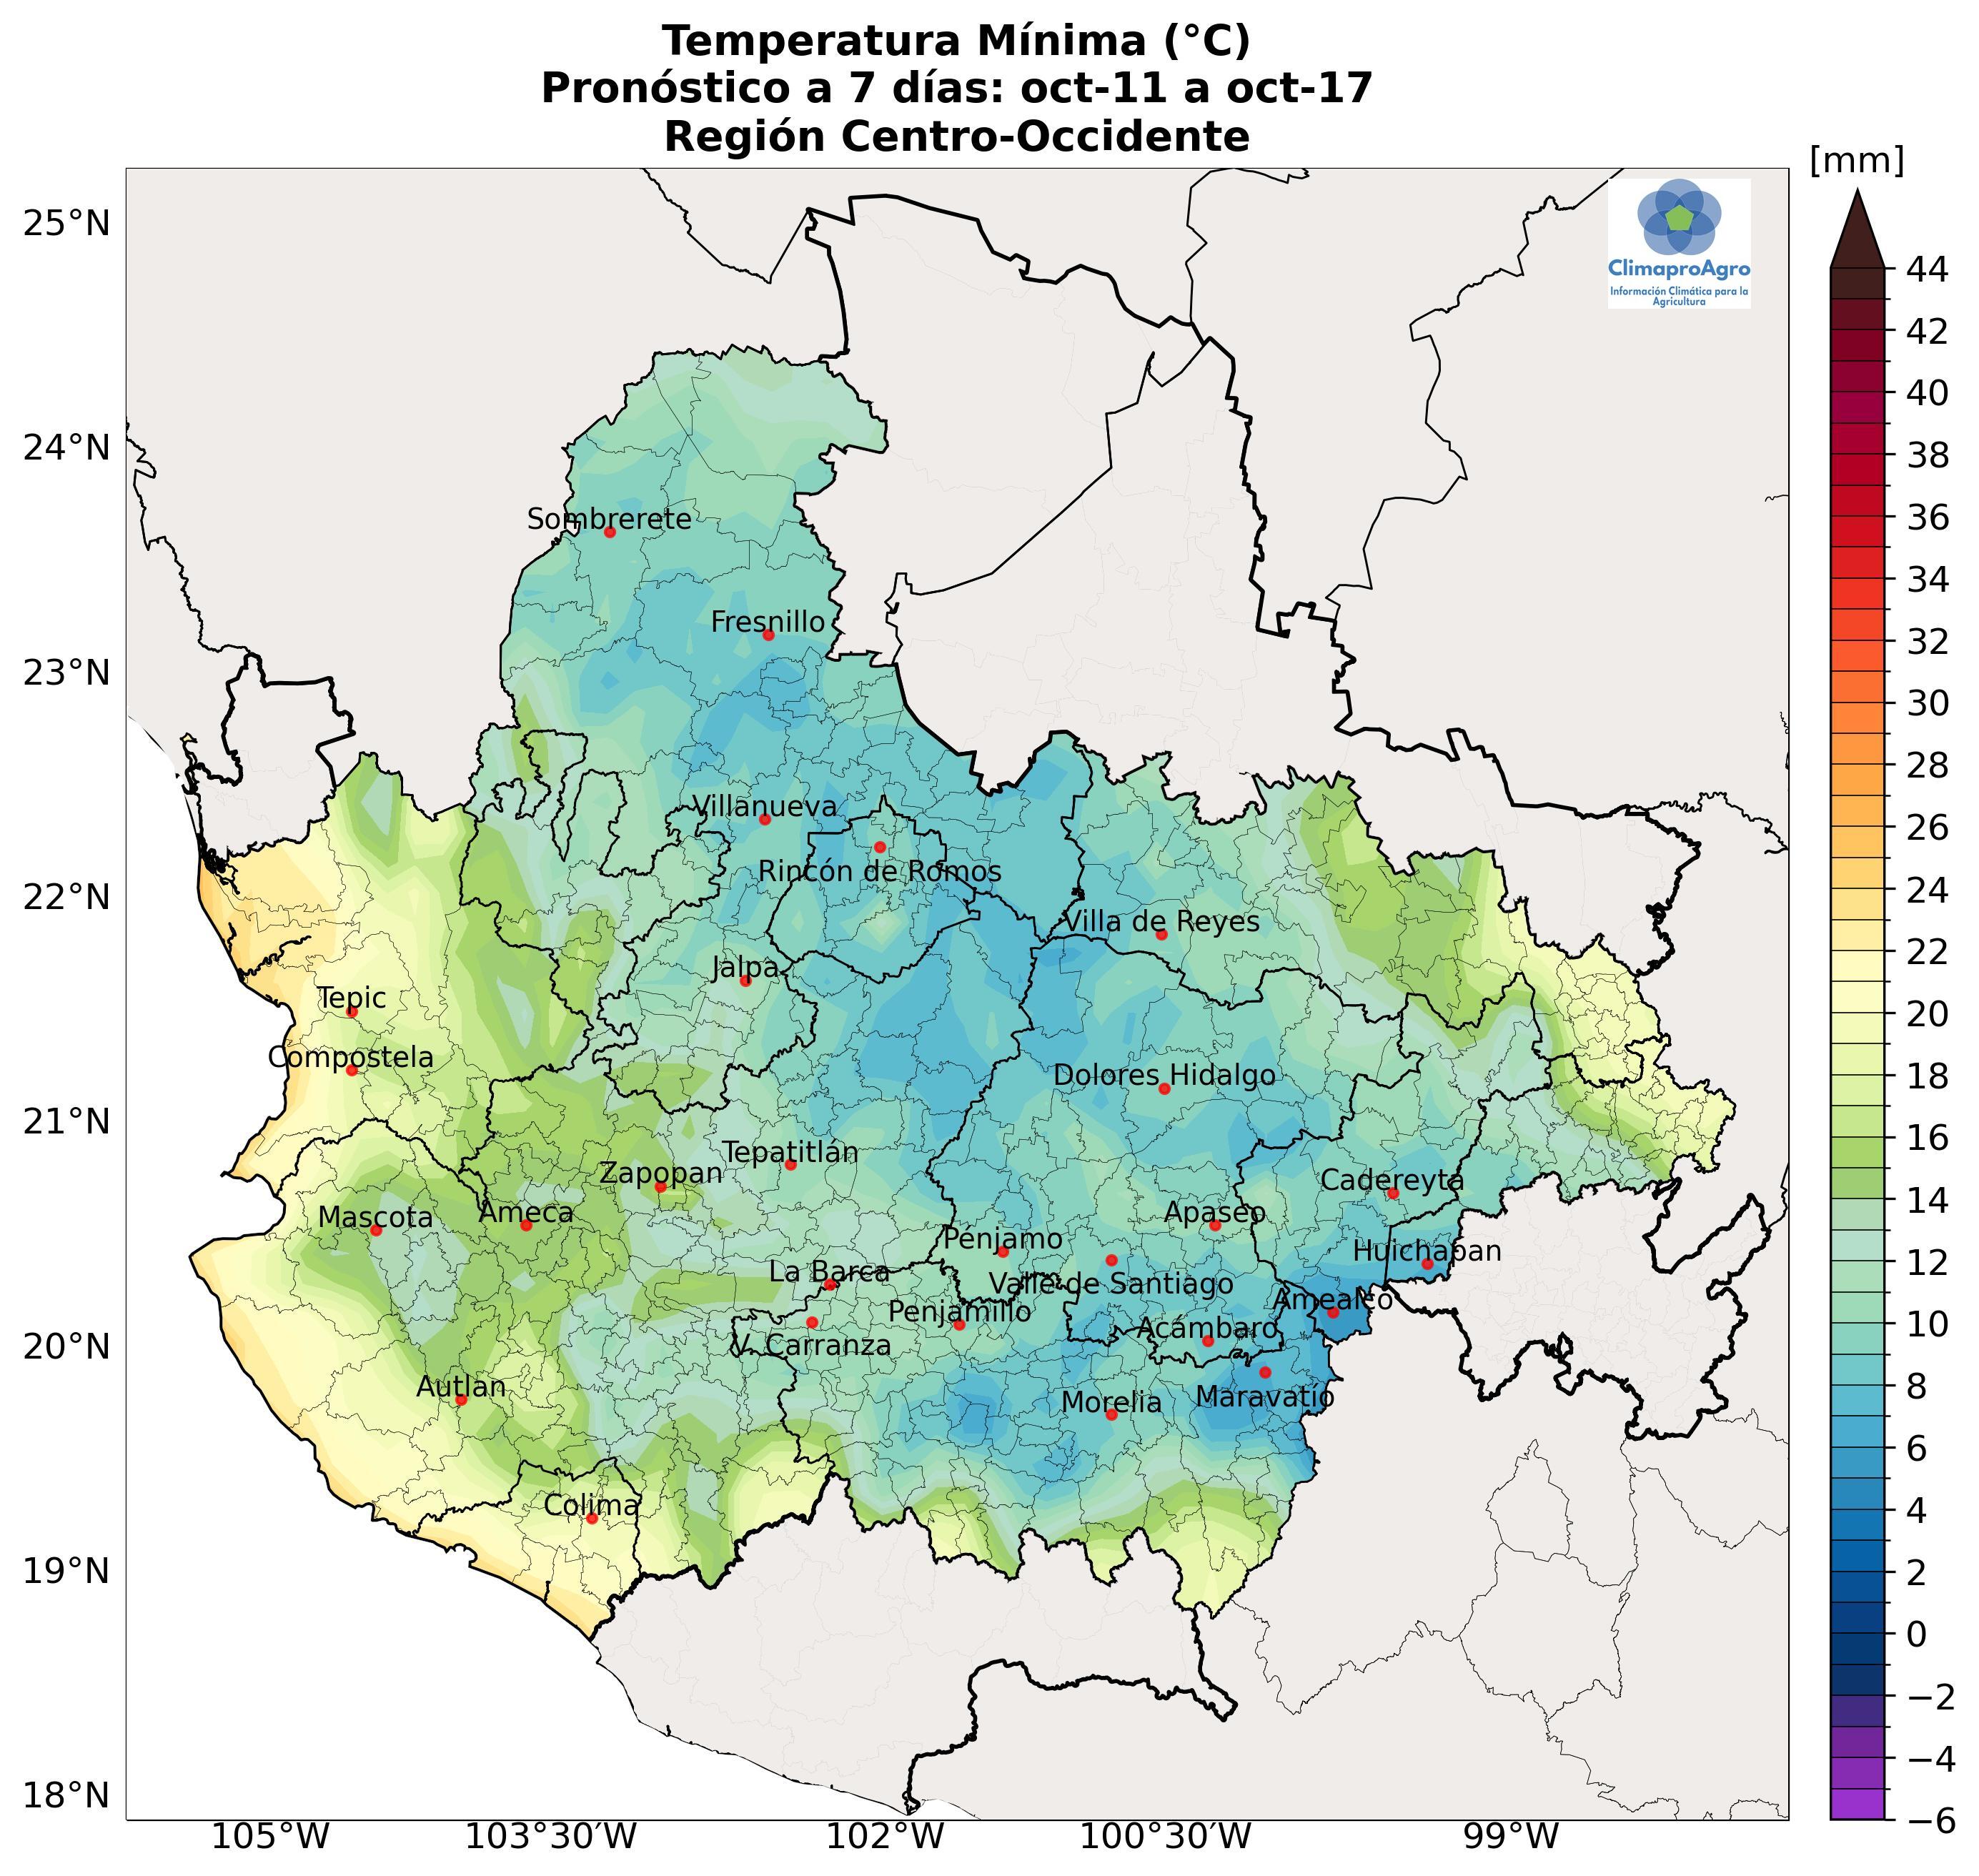 Temperatura Mínima (°C)
Pronóstico a 7 días: oct-11 a oct-17
Región Centro-Occidente
[mm]
ClimaproAgro
Información Climática para la
Agricultura
25°N
24°N
23°N
22°N
21°N
20°N
19°N
18°N
Sombrerete
Fresnillo
Villanueva
Rincón de Romos
Villa de Reyes
Jalpa
Tepic
Compostela
Dolores Hidalgo
Tepatitlán
Zapopan
Cadereyta
Mascota
Ameca
Apaseo
Pénjamo
Huichapan
La Barca
Valle de Santiago
Amealco
Penjamillo
Acámbaro
V. Carranza
Autlan
Morelia
Maravatío
Colima
105°W
103°30'W
102°W
100°30'W
99°W
44
42
40
38
36
34
32
30
28
26
24
22
20
18
16
14
12
10
8
6
4
2
0
−2
−4
−6